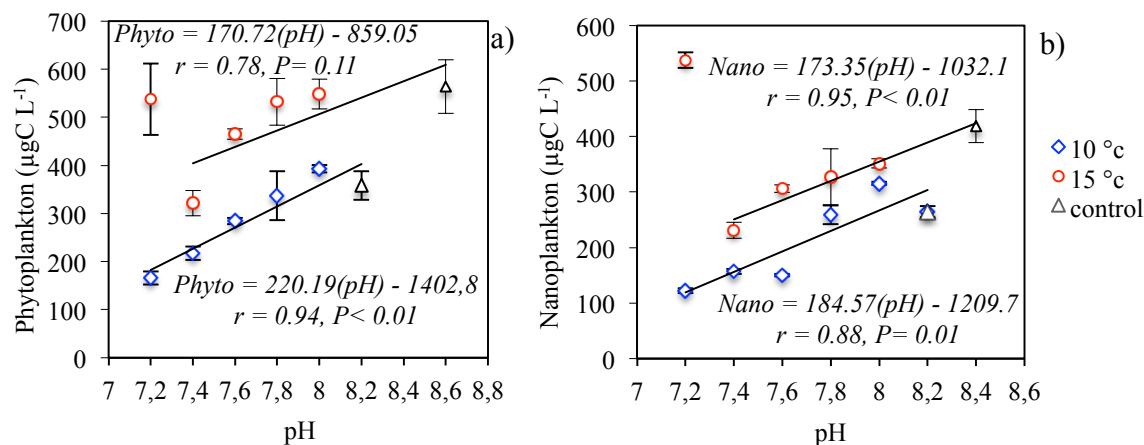 Phyto = 170.72(pH) - 859.05
r = 0.78, P= 0.11
a)
700
600
500
400
300
200
100
0
Phytoplankton (µgC L⁻¹)
Phyto = 220.19(pH) - 1402,8
r = 0.94, P< 0.01
7 7,2 7,4 7,6 7,8 8 8,2 8,4 8,6 8,8
pH
b)
Nano = 173.35(pH) - 1032.1
r = 0.95, P< 0.01
600
500
400
300
200
100
0
Nanoplankton (µgC L⁻¹)
Nano = 184.57(pH) - 1209.7
r = 0.88, P= 0.01
7 7,2 7,4 7,6 7,8 8 8,2 8,4 8,6
pH
10 °c
15 °c
control